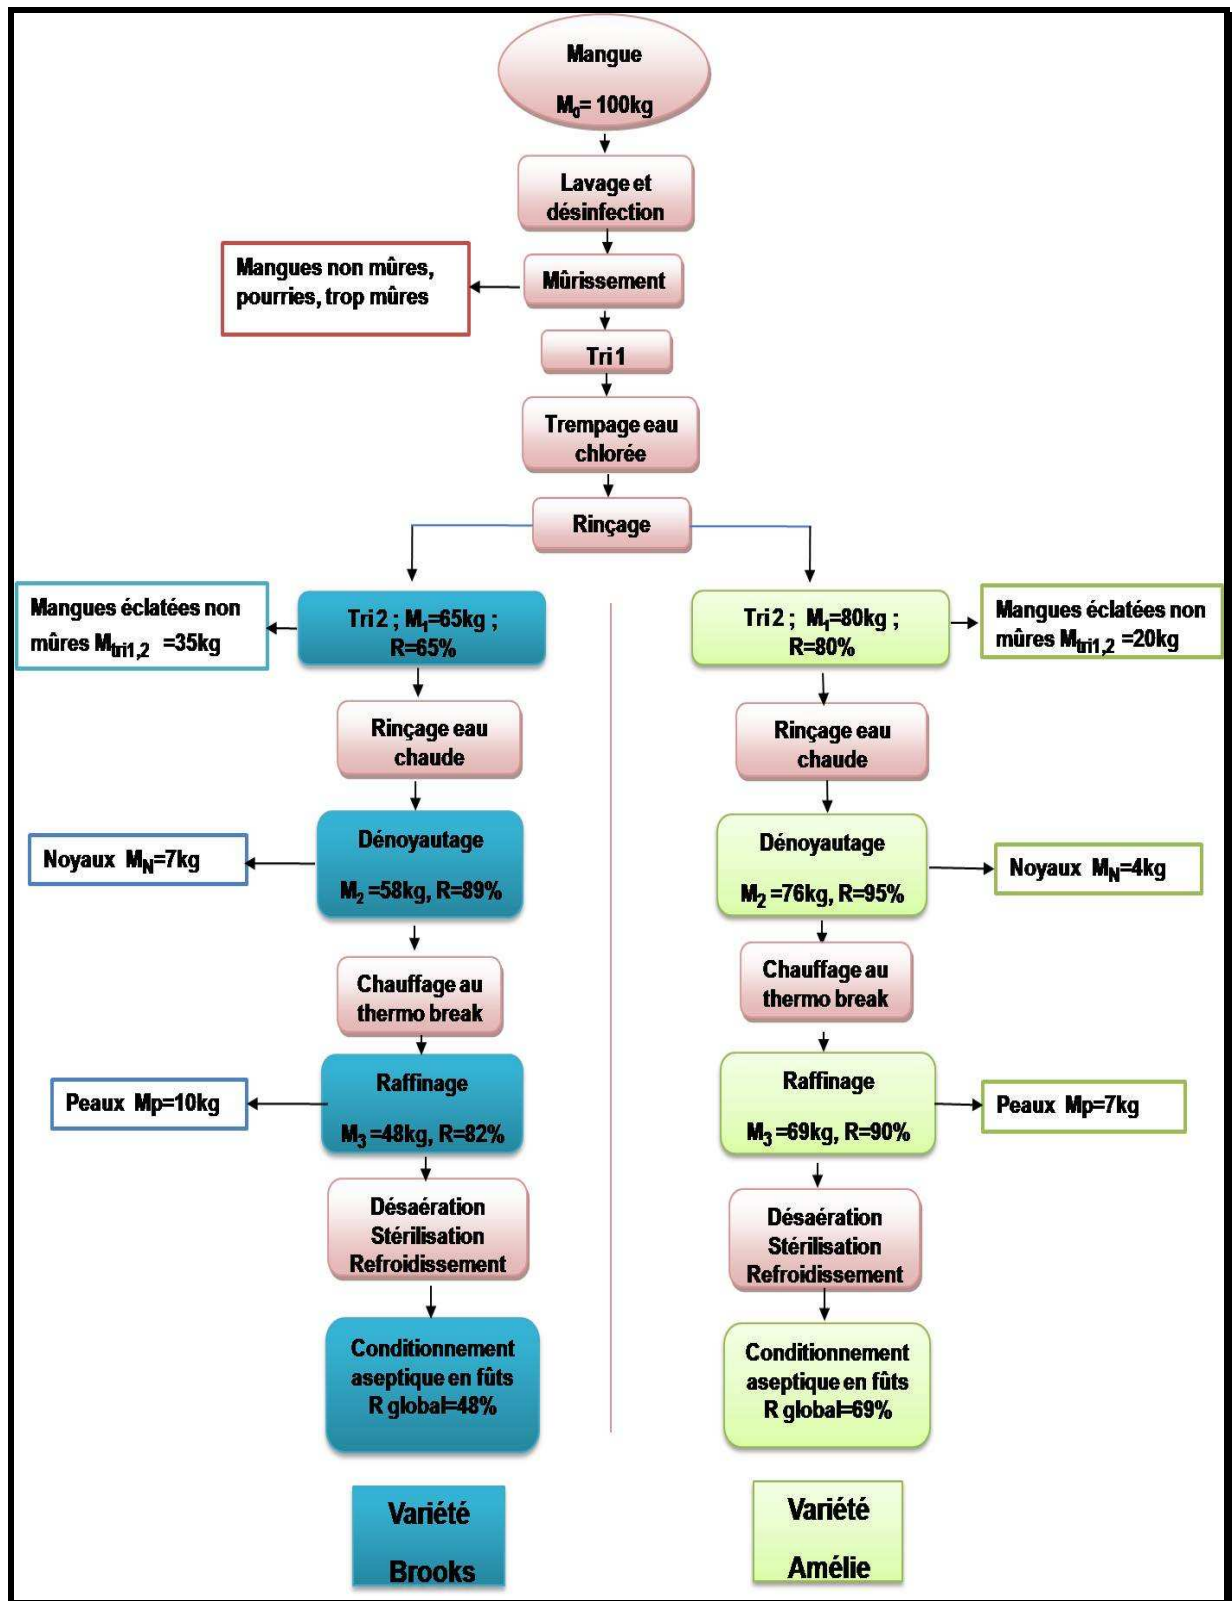 Mangue
M₀= 100kg
Lavage et
désinfection
Mangues non mûres,
pourries, trop mûres
Mûrissement
Tri 1
Trempage eau
chlorée
Rinçage
Mangues éclatées non
mûres Mtri1,2 =35kg
Tri 2 ; M₁=65kg ;
R=65%
Rinçage eau
chaude
Noyaux MN=7kg
Dénoyautage
M₂ =58kg, R=89%
Chauffage au
thermo break
Peaux Mp=10kg
Raffinage
M₃ =48kg, R=82%
Désaération
Stérilisation
Refroidissement
Conditionnement
aseptique en fûts
R global=48%
Variété
Brooks
Tri 2 ; M₁=80kg ;
R=80%
Mangues éclatées non
mûres Mtri1,2 =20kg
Rinçage eau
chaude
Dénoyautage
M₂ =76kg, R=95%
Noyaux MN=4kg
Chauffage au
thermo break
Raffinage
M₃ =69kg, R=90%
Peaux Mp=7kg
Désaération
Stérilisation
Refroidissement
Conditionnement
aseptique en fûts
R global=69%
Variété
Amélie